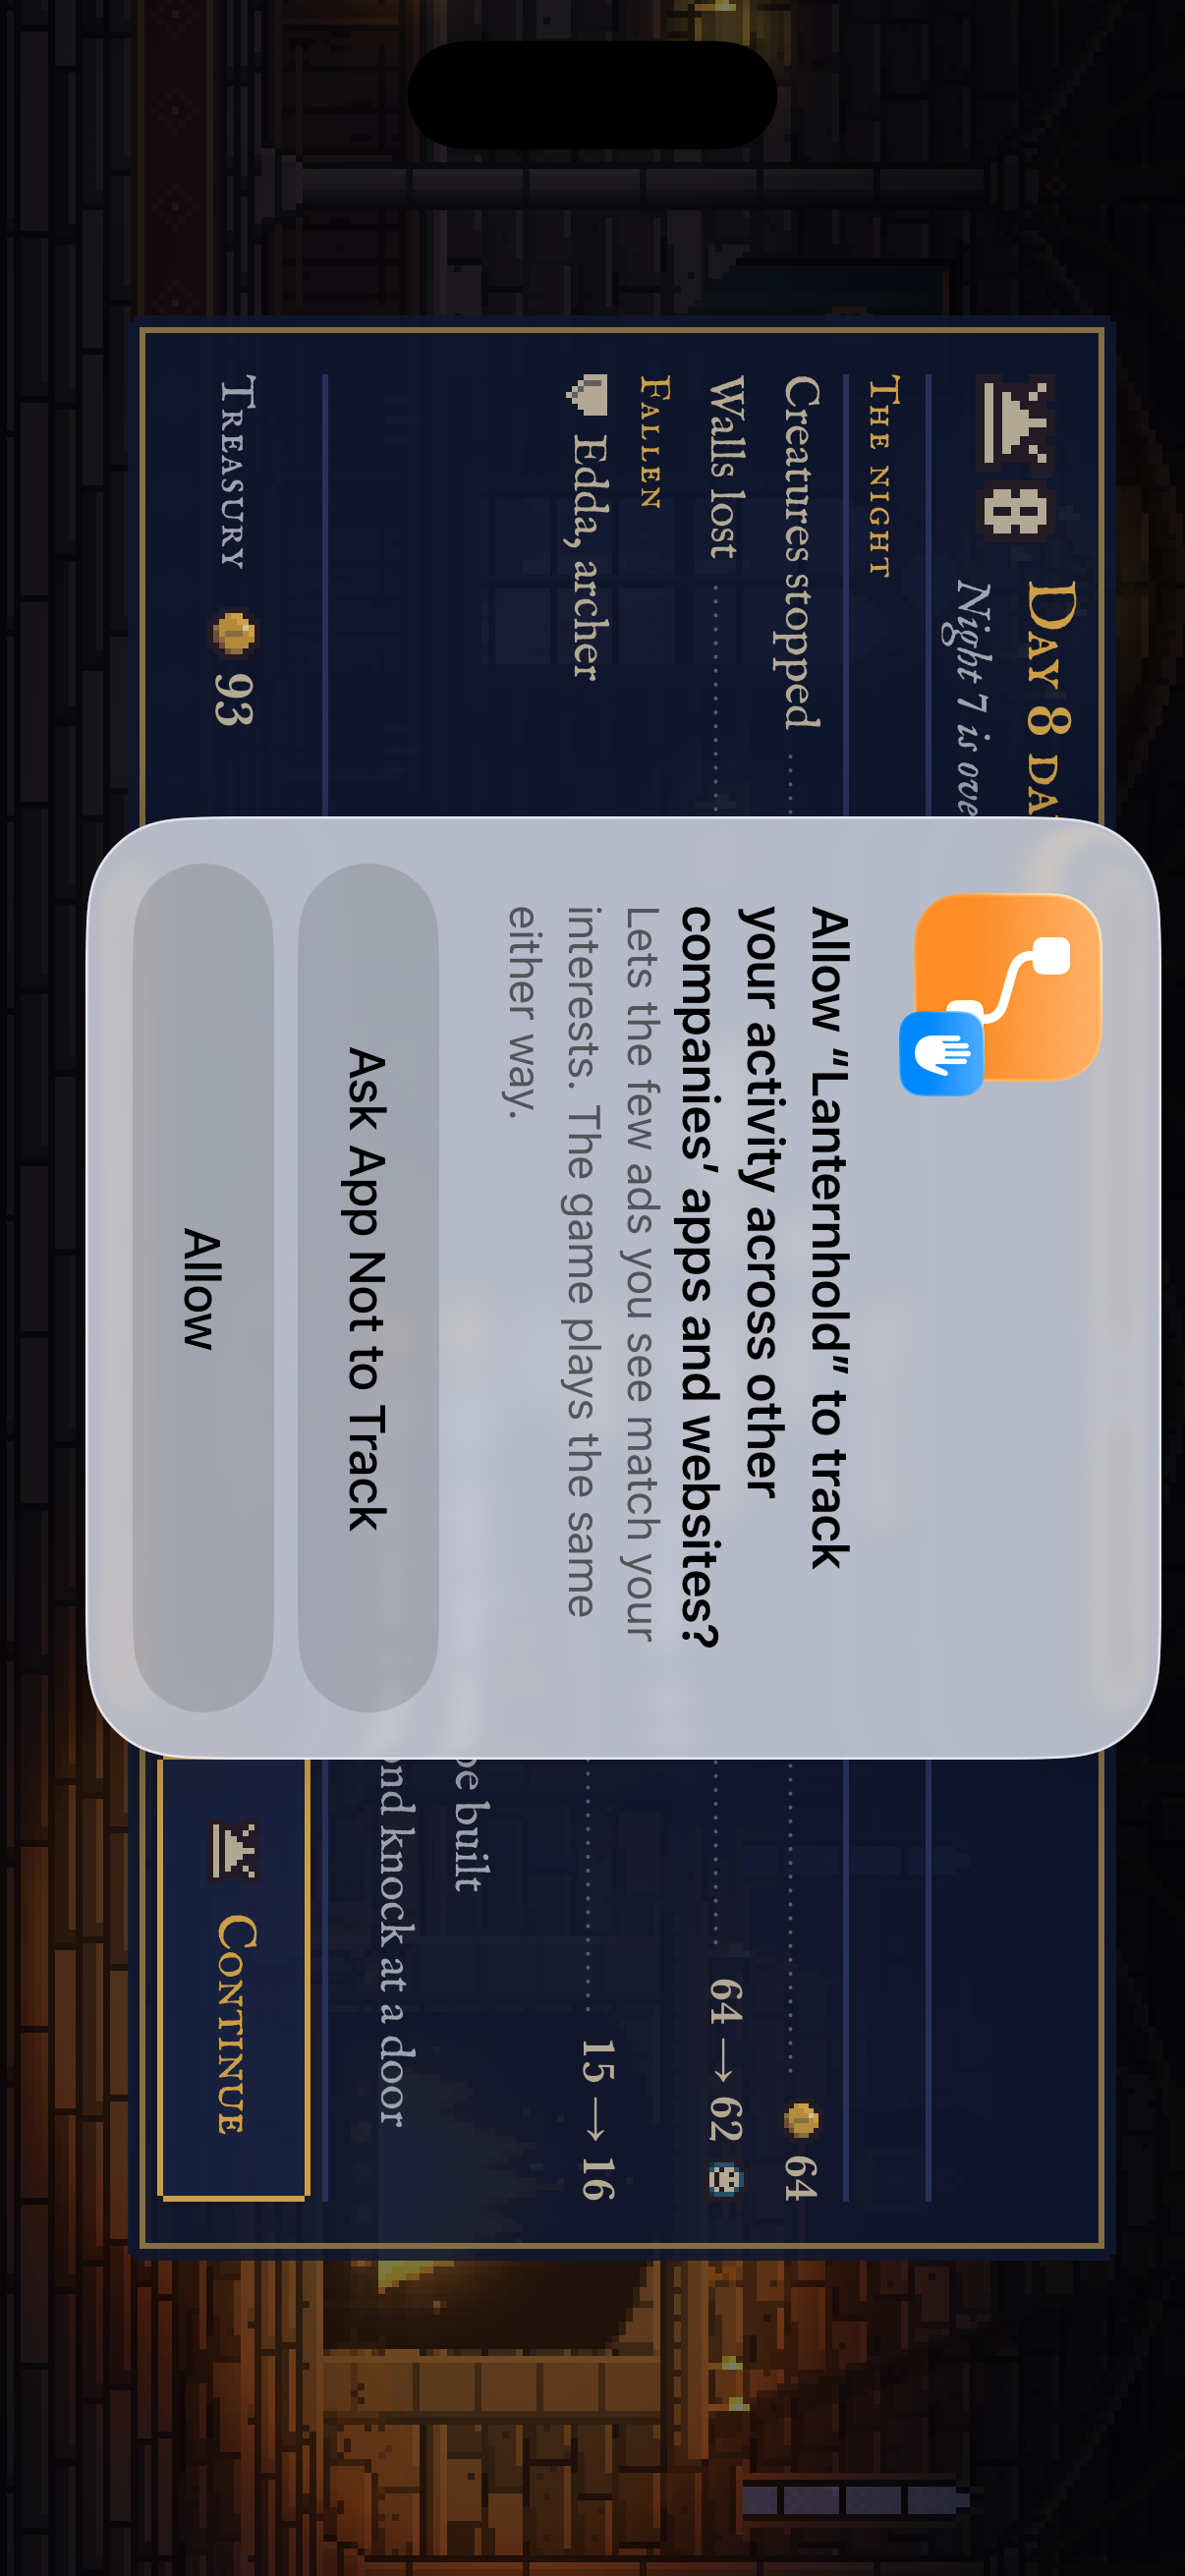 8
DAY 8 DA
Night 7 is ove
THE NIGHT
Creatures stopped
64
Walls lost
64 → 62
FALLEN
Edda, archer
15 → 16
be built
ond knock at a door
TREASURY 93
CONTINUE
Allow “Lanternhold” to track
your activity across other
companies’ apps and websites?
Lets the few ads you see match your
interests. The game plays the same
either way.
Ask App Not to Track
Allow